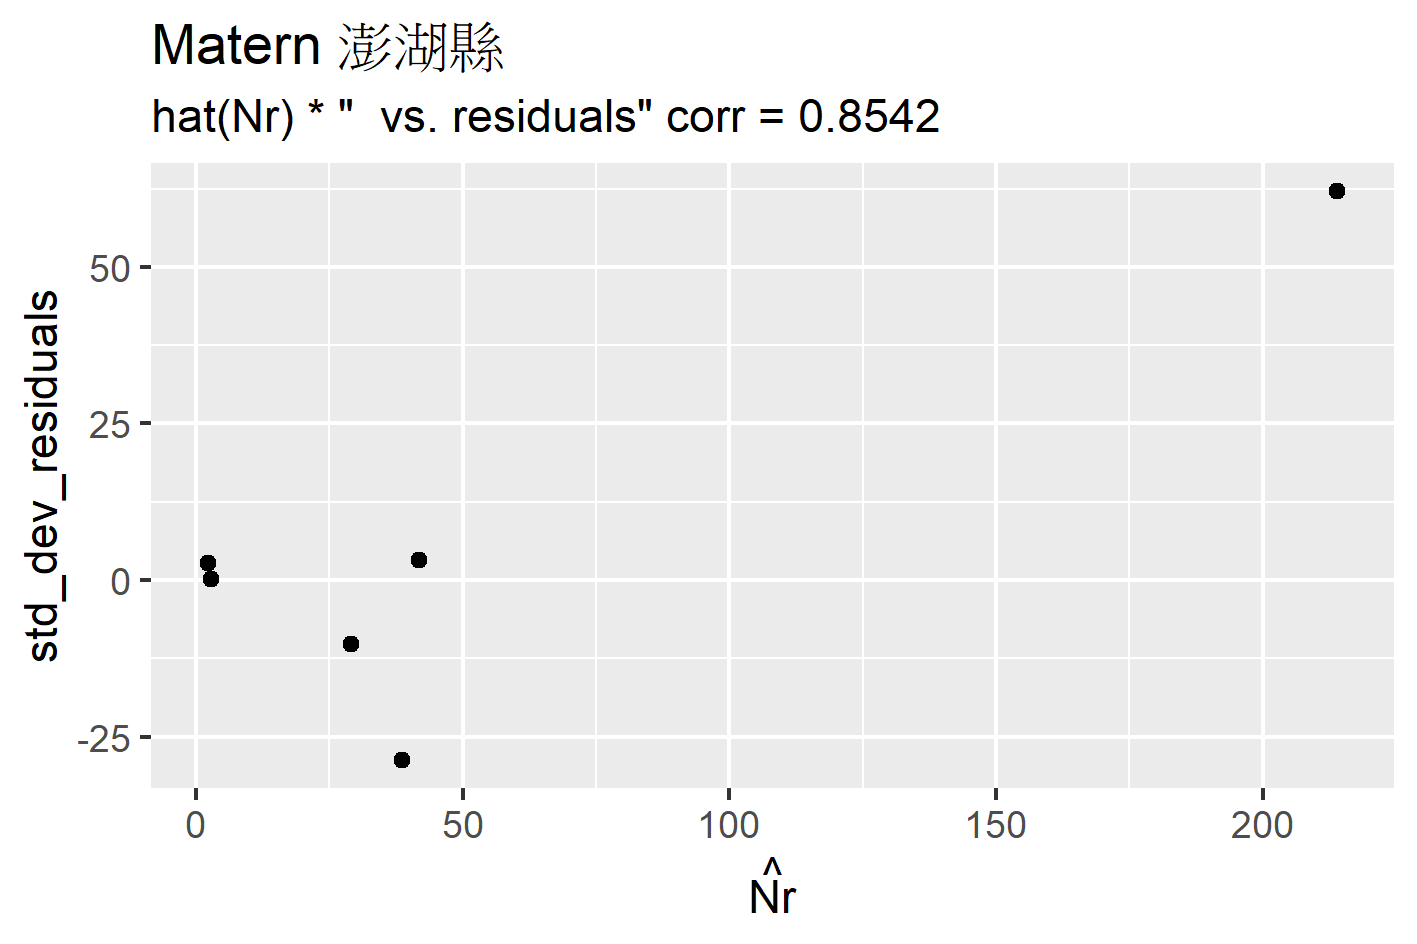 Matern 澎湖縣
hat(Nr) * "  vs. residuals" corr = 0.8542
std_dev_residuals
50
25
0
-25
0
50
100
150
200
N̂r